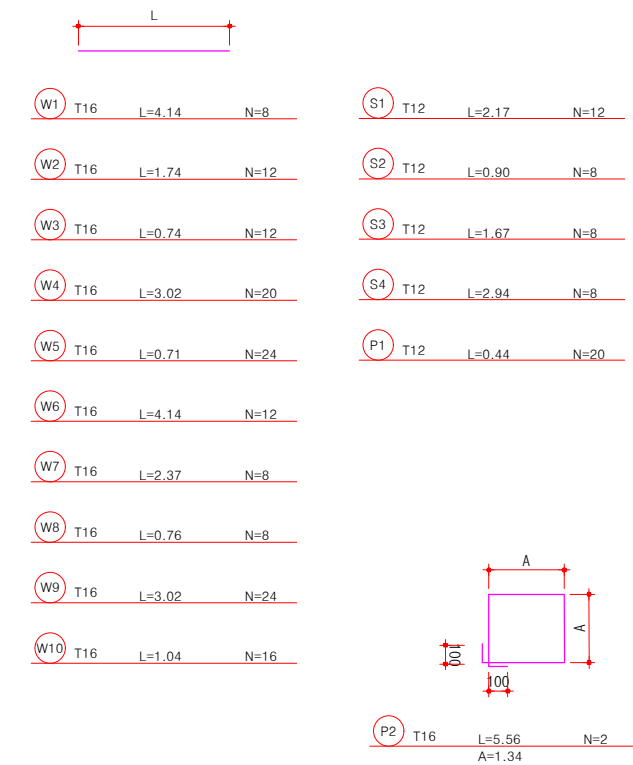 L
W1 T16 L=4.14 N=8
W2 T16 L=1.74 N=12
W3 T16 L=0.74 N=12
W4 T16 L=3.02 N=20
W5 T16 L=0.71 N=24
W6 T16 L=4.14 N=12
W7 T16 L=2.37 N=8
W8 T16 L=0.76 N=8
W9 T16 L=3.02 N=24
W10 T16 L=1.04 N=16
S1 T12 L=2.17 N=12
S2 T12 L=0.90 N=8
S3 T12 L=1.67 N=8
S4 T12 L=2.94 N=8
P1 T12 L=0.44 N=20
A
A
100
100
P2 T16 L=5.56 N=2
A=1.34